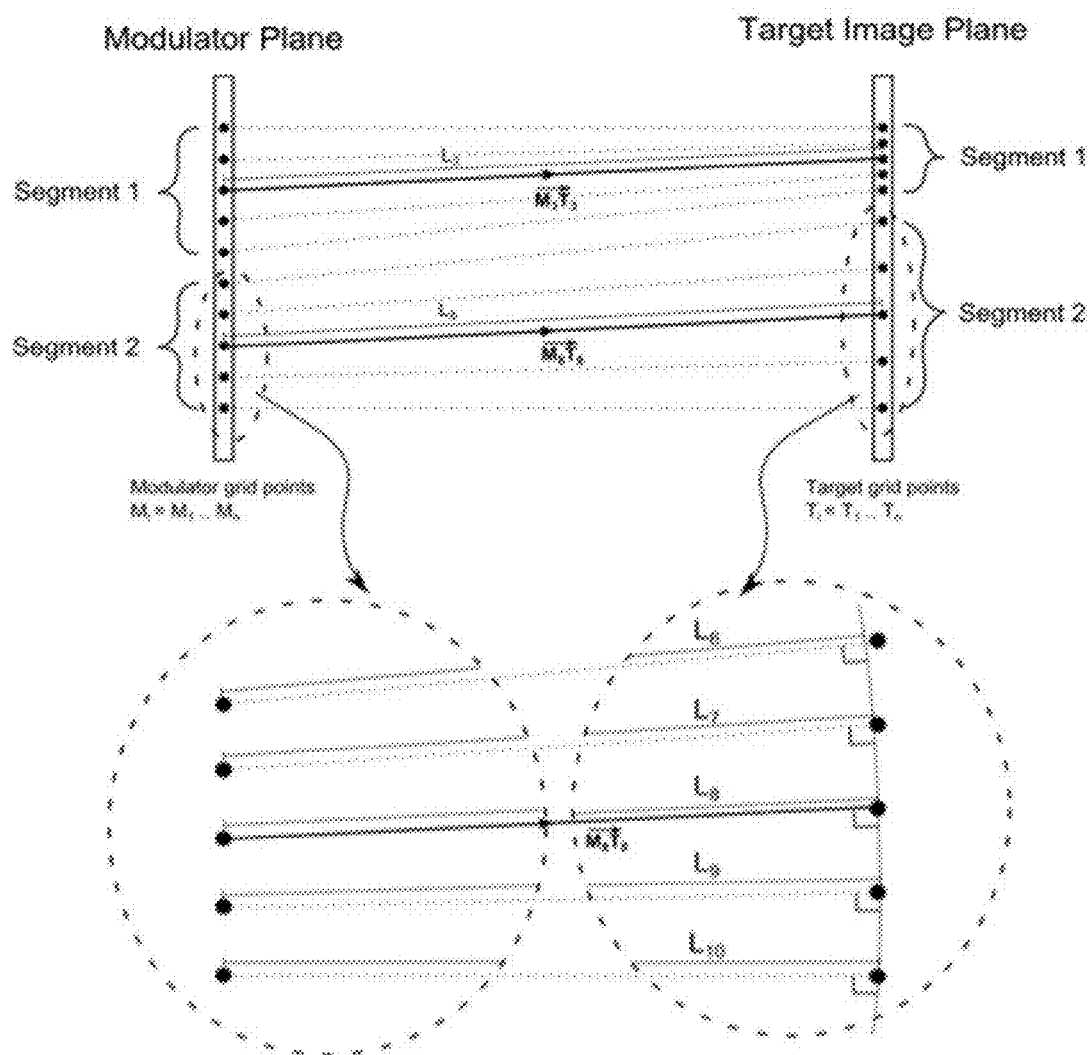 Modulator Plane
Target Image Plane
Segment 1
Segment 1
Segment 2
Segment 2
Modulator grid points
Target grid points
L₆
L₇
L₈
L₉
L₁₀